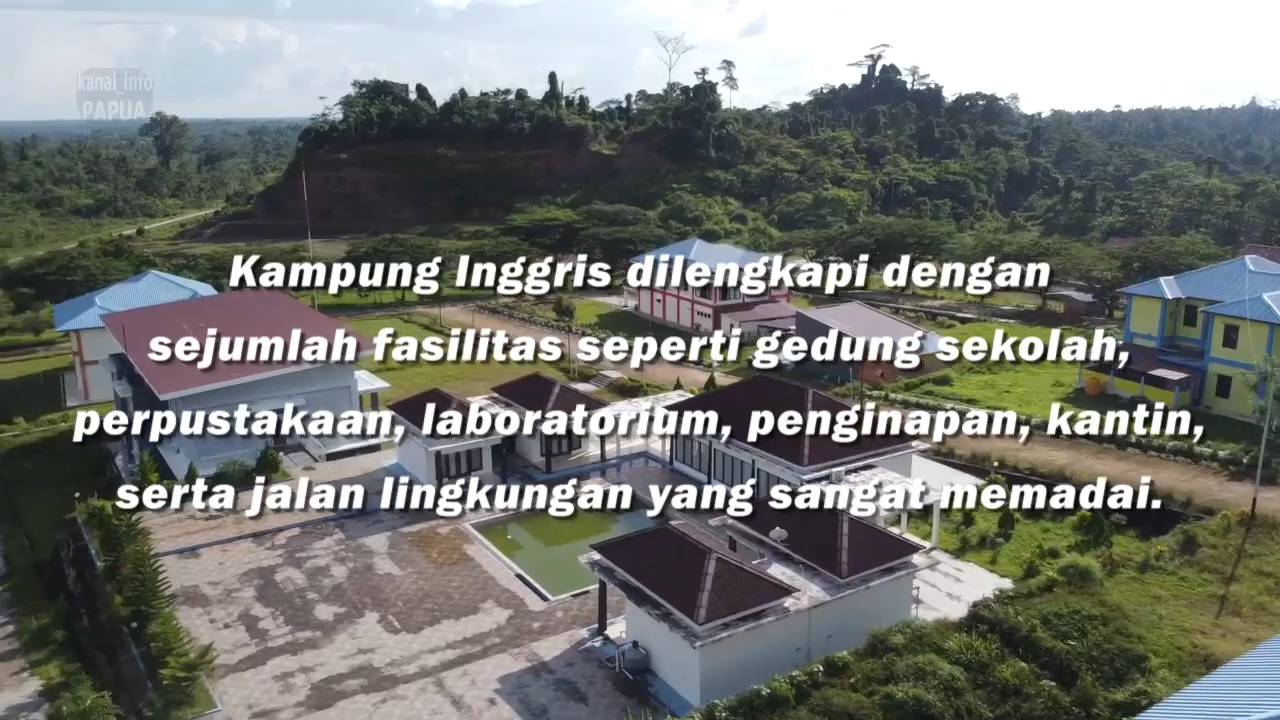 kanal_info
PAPUA
Kampung Inggris dilengkapi dengan
sejumlah fasilitas seperti gedung sekolah,
perpustakaan, laboratorium, penginapan, kantin,
serta jalan lingkungan yang sangat memadai.